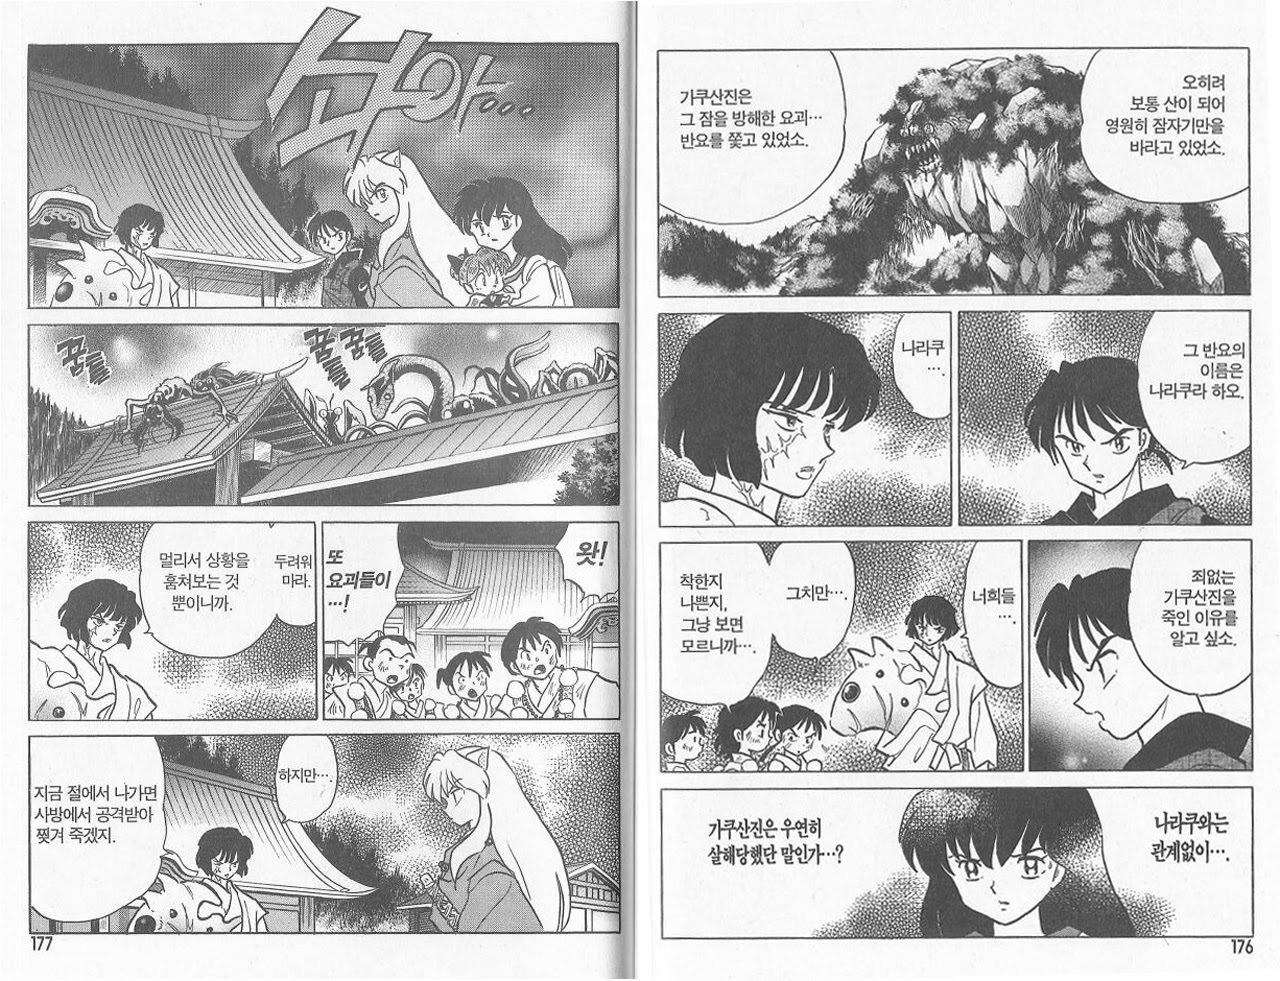 오히려
보통 산이 되어
영원히 잠자기만을
바라고 있었소.
가쿠산진은
그 잠을 방해한 요괴…
반요를 쫓고 있었소.
그 반요의
이름은
나라쿠라 하오.
나라쿠
….
죄없는
가쿠산진을
죽인 이유를
알고 싶소.
너희들
….
그치만….
착한지
나쁜지,
그냥 보면
모르니까….
나라쿠와는
관계없이….
가쿠산진은 우연히
살해당했단 말인가…?
176
꿈틀
꿈틀
꿈틀
왓!
또
요괴들이
…!
두려워
마라.
멀리서 상황을
훔쳐보는 것
뿐이니까.
하지만….
지금 절에서 나가면
사방에서 공격받아
찢겨 죽겠지.
177